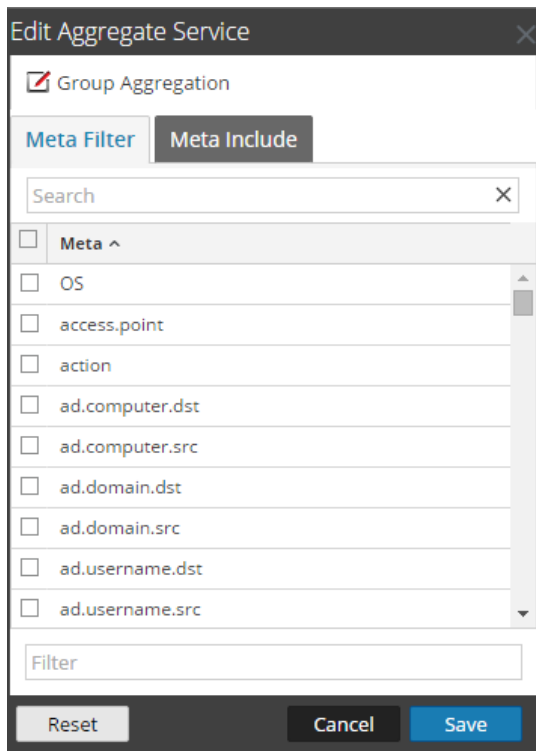 Edit Aggregate Service
Group Aggregation
Meta Filter Meta Include
Search
Meta
OS
access.point
action
ad.computer.dst
ad.computer.src
ad.domain.dst
ad.domain.src
ad.username.dst
ad.username.src
Filter
Reset Cancel Save